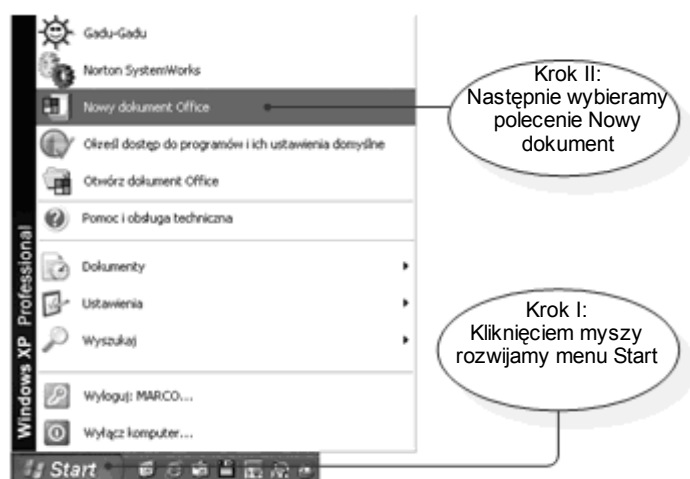 Gadu-Gadu
Norton SystemWorks
Nowy dokument Office
Określ dostęp do programów i ich ustawienia domyślne
Otwórz dokument Office
Pomoc i obsługa techniczna
Dokumenty
Ustawienia
Wyszukaj
Wyloguj: MARCO...
Wyłącz komputer...
Windows XP Professional
Start
Krok II:
Następnie wybieramy
polecenie Nowy
dokument
Krok I:
Kliknięciem myszy
rozwijamy menu Start